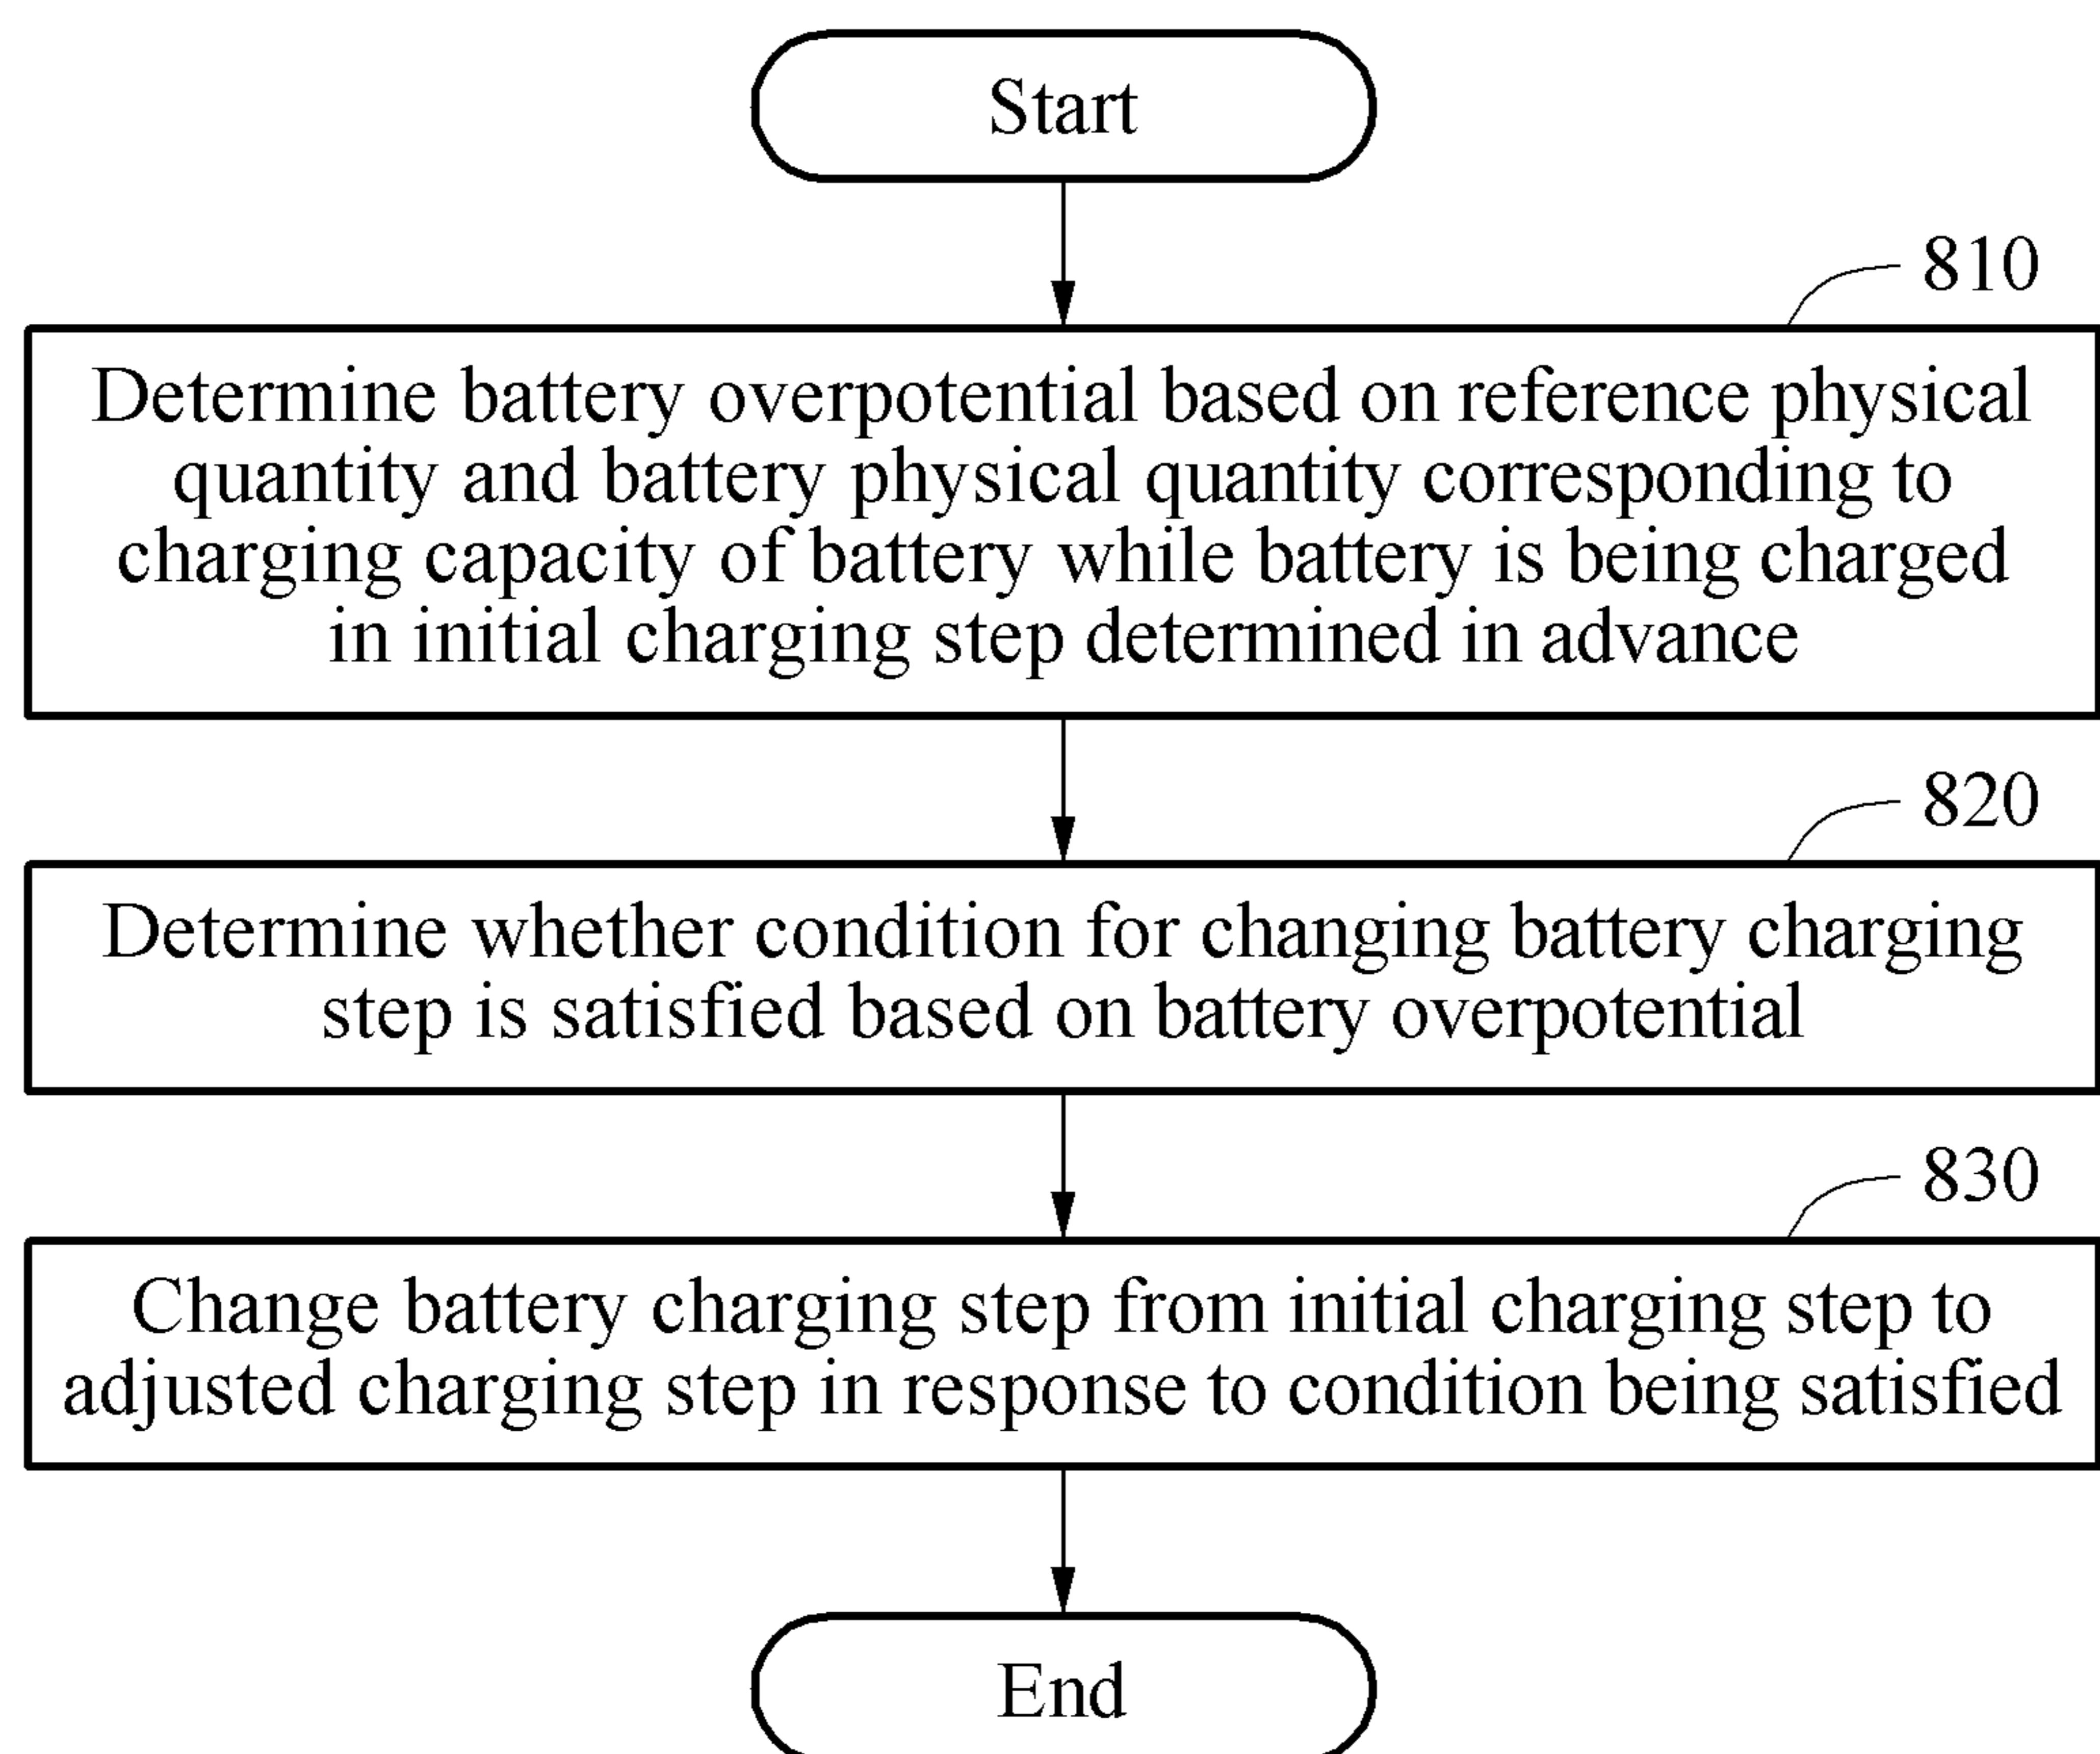 Start
810
Determine battery overpotential based on reference physical
quantity and battery physical quantity corresponding to
charging capacity of battery while battery is being charged
in initial charging step determined in advance
820
Determine whether condition for changing battery charging
step is satisfied based on battery overpotential
830
Change battery charging step from initial charging step to
adjusted charging step in response to condition being satisfied
End